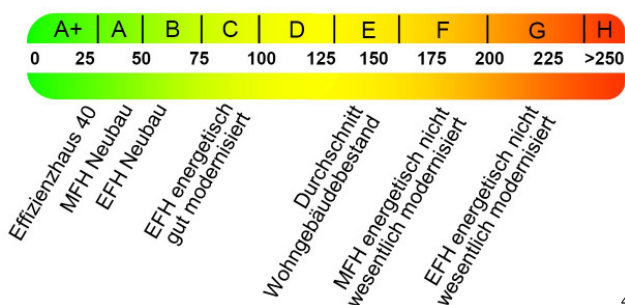 A+ A B C D E F G H
0 25 50 75 100 125 150 175 200 225 >250
Effizienzhaus 40
MFH Neubau
EFH Neubau
EFH energetisch
gut modernisiert
Durchschnitt
Wohngebäudebestand
MFH energetisch nicht
wesentlich modernisiert
EFH energetisch nicht
wesentlich modernisiert